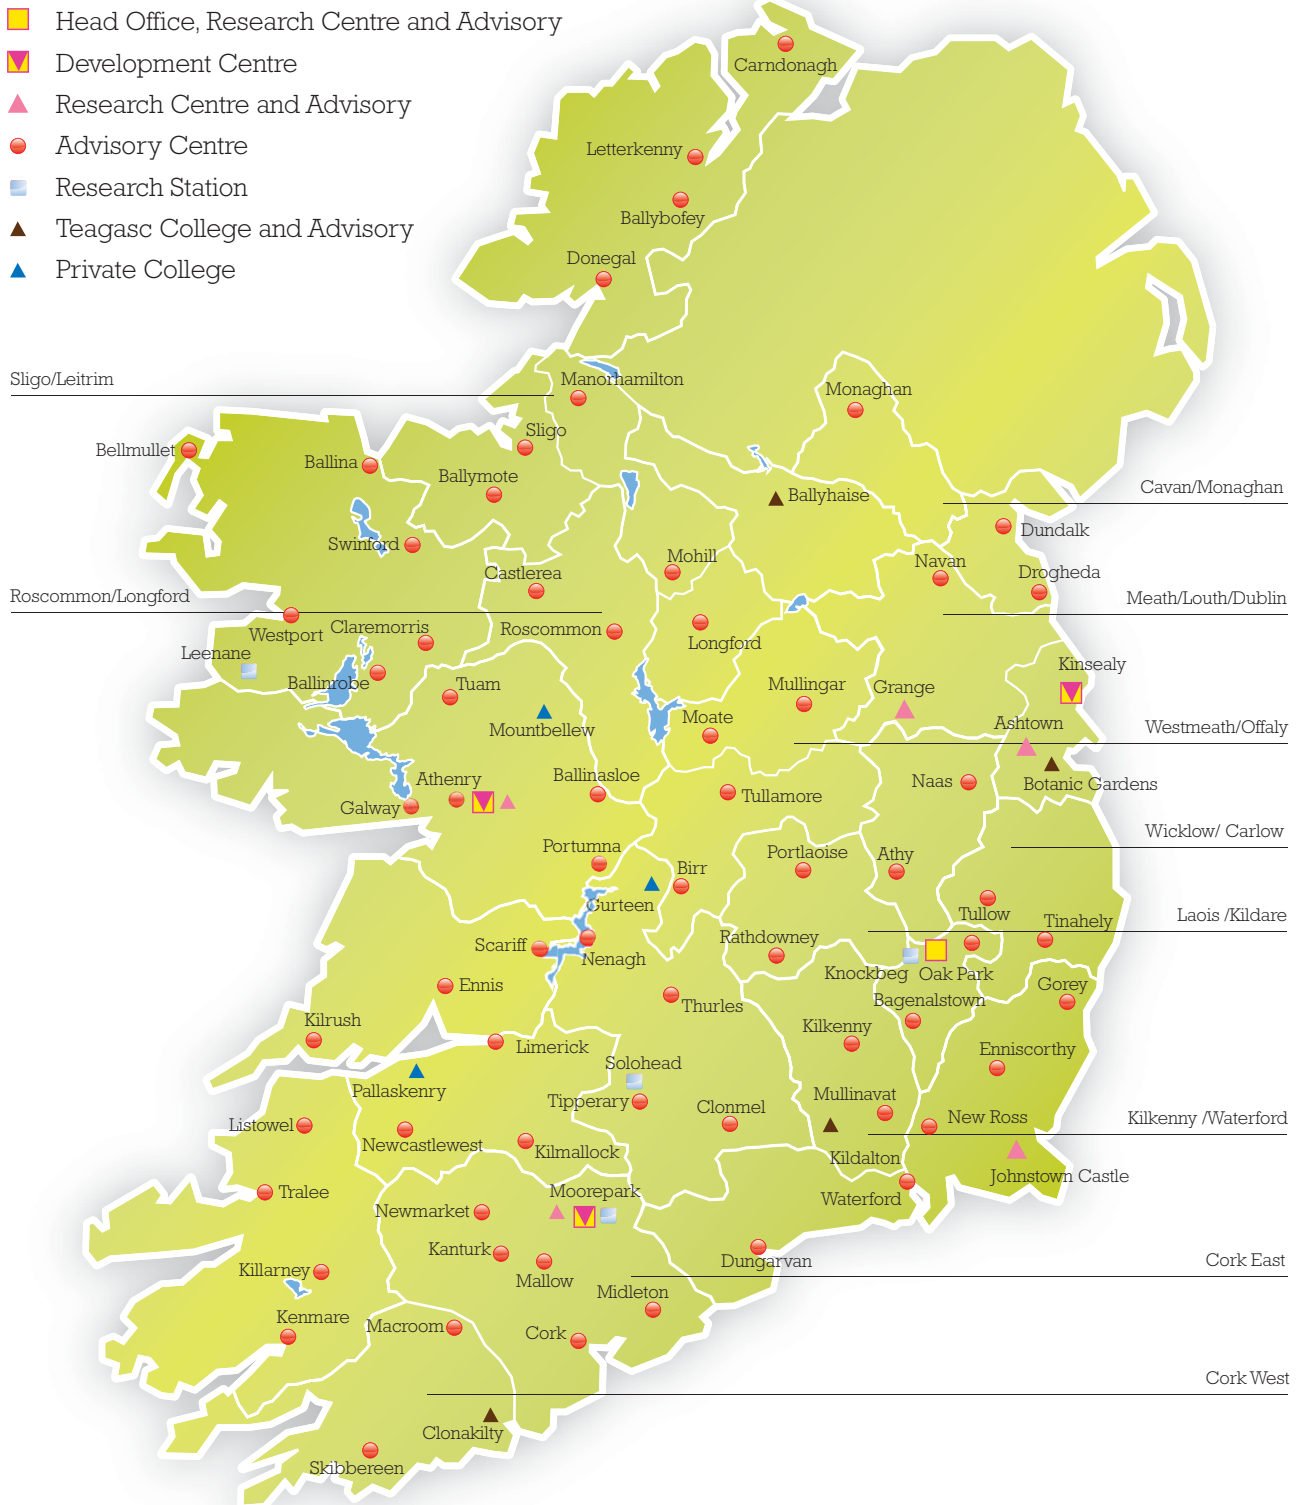 Head Office, Research Centre and Advisory
Development Centre
Research Centre and Advisory
Advisory Centre
Research Station
Teagasc College and Advisory
Private College
Carndonagh
Letterkenny
Ballybofey
Donegal
Sligo/Leitrim
Manorhamilton
Monaghan
Sligo
Bellmullet
Ballina
Ballymote
Cavan/Monaghan
Ballyhaise
Dundalk
Swinford
Mohill
Navan
Castlerea
Drogheda
Roscommon/Longford
Meath/Louth/Dublin
Westport
Claremorris
Roscommon
Longford
Leenane
Kinsealy
Ballinrobe
Tuam
Mullingar
Grange
Mountbellew
Moate
Ashtown
Westmeath/Offaly
Athenry
Ballinasloe
Naas
Botanic Gardens
Galway
Tullamore
Wicklow/ Carlow
Portumna
Portlaoise
Athy
Birr
Gurteen
Tullow
Tinahely
Laois /Kildare
Rathdowney
Scariff
Nenagh
Knockbeg
Oak Park
Ennis
Gorey
Thurles
Bagenalstown
Kilrush
Kilkenny
Limerick
Enniscorthy
Solohead
Pallaskenry
Tipperary
Clonmel
Mullinavat
Listowel
New Ross
Kilkenny /Waterford
Newcastlewest
Kilmallock
Kildalton
Johnstown Castle
Tralee
Moorepark
Waterford
Newmarket
Kanturk
Dungarvan
Cork East
Killarney
Mallow
Midleton
Kenmare
Macroom
Cork
Cork West
Clonakilty
Skibbereen